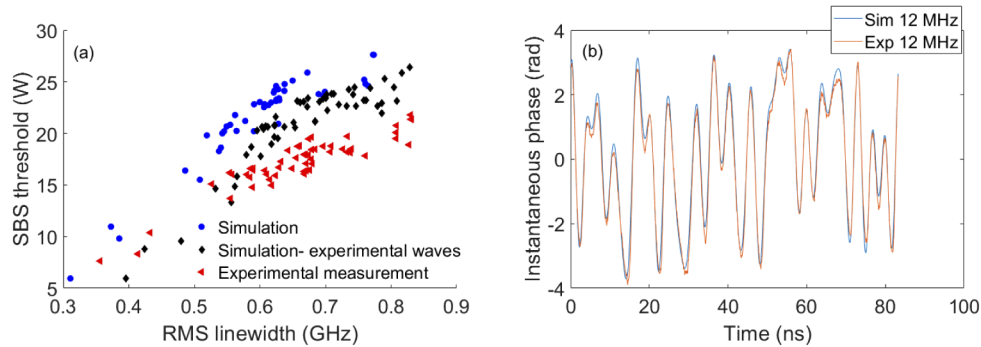 (a)
SBS threshold (W)
30
25
20
15
10
5
Simulation
Simulation- experimental waves
Experimental measurement
0.3 0.4 0.5 0.6 0.7 0.8 0.9
RMS linewidth (GHz)
(b)
Sim 12 MHz
Exp 12 MHz
Instantaneous phase (rad)
4
2
0
-2
-4
0 20 40 60 80 100
Time (ns)